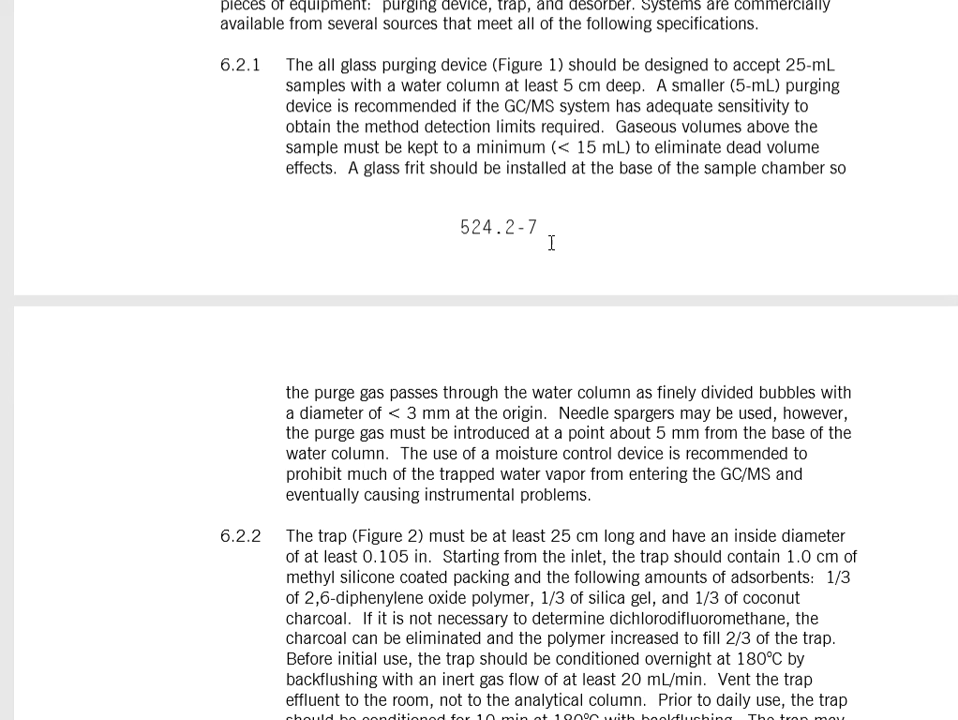 pieces of equipment: purging device, trap, and desorber. Systems are commercially
available from several sources that meet all of the following specifications.
6.2.1 The all glass purging device (Figure 1) should be designed to accept 25-mL
samples with a water column at least 5 cm deep. A smaller (5-mL) purging
device is recommended if the GC/MS system has adequate sensitivity to
obtain the method detection limits required. Gaseous volumes above the
sample must be kept to a minimum (< 15 mL) to eliminate dead volume
effects. A glass frit should be installed at the base of the sample chamber so
524.2-7
the purge gas passes through the water column as finely divided bubbles with
a diameter of < 3 mm at the origin. Needle spargers may be used, however,
the purge gas must be introduced at a point about 5 mm from the base of the
water column. The use of a moisture control device is recommended to
prohibit much of the trapped water vapor from entering the GC/MS and
eventually causing instrumental problems.
6.2.2 The trap (Figure 2) must be at least 25 cm long and have an inside diameter
of at least 0.105 in. Starting from the inlet, the trap should contain 1.0 cm of
methyl silicone coated packing and the following amounts of adsorbents: 1/3
of 2,6-diphenylene oxide polymer, 1/3 of silica gel, and 1/3 of coconut
charcoal. If it is not necessary to determine dichlorodifluoromethane, the
charcoal can be eliminated and the polymer increased to fill 2/3 of the trap.
Before initial use, the trap should be conditioned overnight at 180°C by
backflushing with an inert gas flow of at least 20 mL/min. Vent the trap
effluent to the room, not to the analytical column. Prior to daily use, the trap
should be conditioned for 10 min at 180°C with backflushing. The trap may